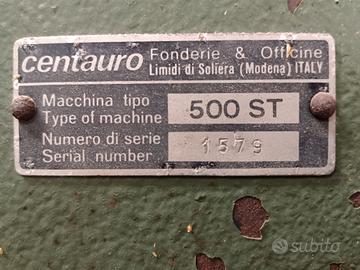 centauro Fonderie & Officine
Limidi di Soliera (Modena) ITALY
Macchina tipo
Type of machine
500 ST
Numero di serie
Serial number
1579
subito